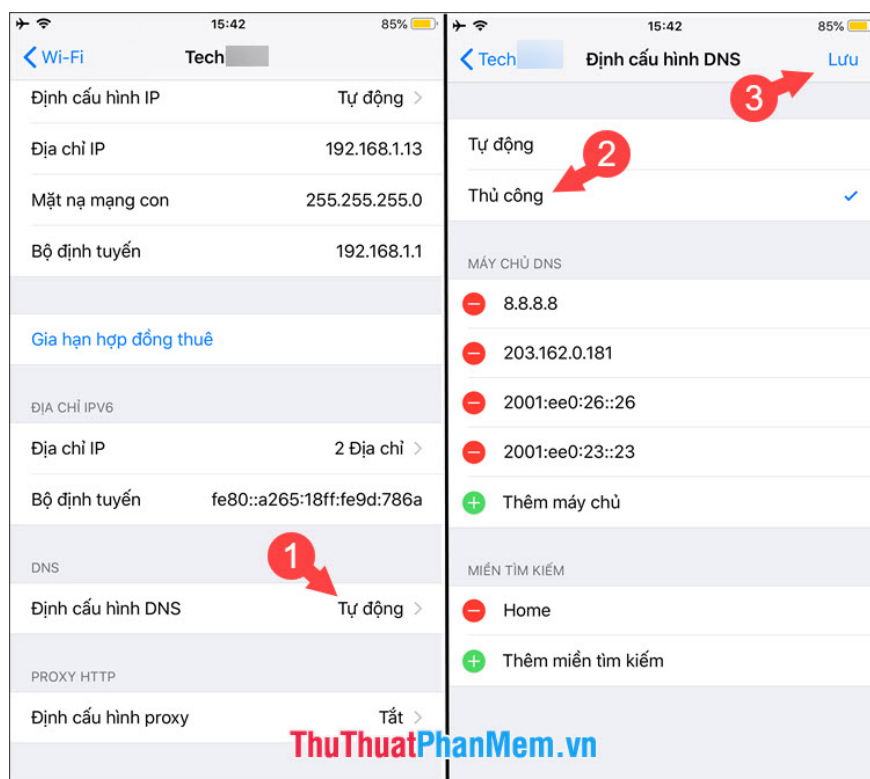 15:42
85%
Wi-Fi
Tech
Định cấu hình IP
Tự động
Địa chỉ IP
192.168.1.13
Mặt nạ mạng con
255.255.255.0
Bộ định tuyến
192.168.1.1
Gia hạn hợp đồng thuê
ĐỊA CHỈ IPV6
Địa chỉ IP
2 Địa chỉ
Bộ định tuyến
fe80::a265:18ff:fe9d:786a
DNS
1
Định cấu hình DNS
Tự động
PROXY HTTP
Định cấu hình proxy
Tắt
15:42
85%
Tech
Định cấu hình DNS
Lưu
3
Tự động
2
Thủ công
MÁY CHỦ DNS
8.8.8.8
203.162.0.181
2001:ee0:26::26
2001:ee0:23::23
Thêm máy chủ
MIỀN TÌM KIẾM
Home
Thêm miền tìm kiếm
ThuThuatPhanMem.vn